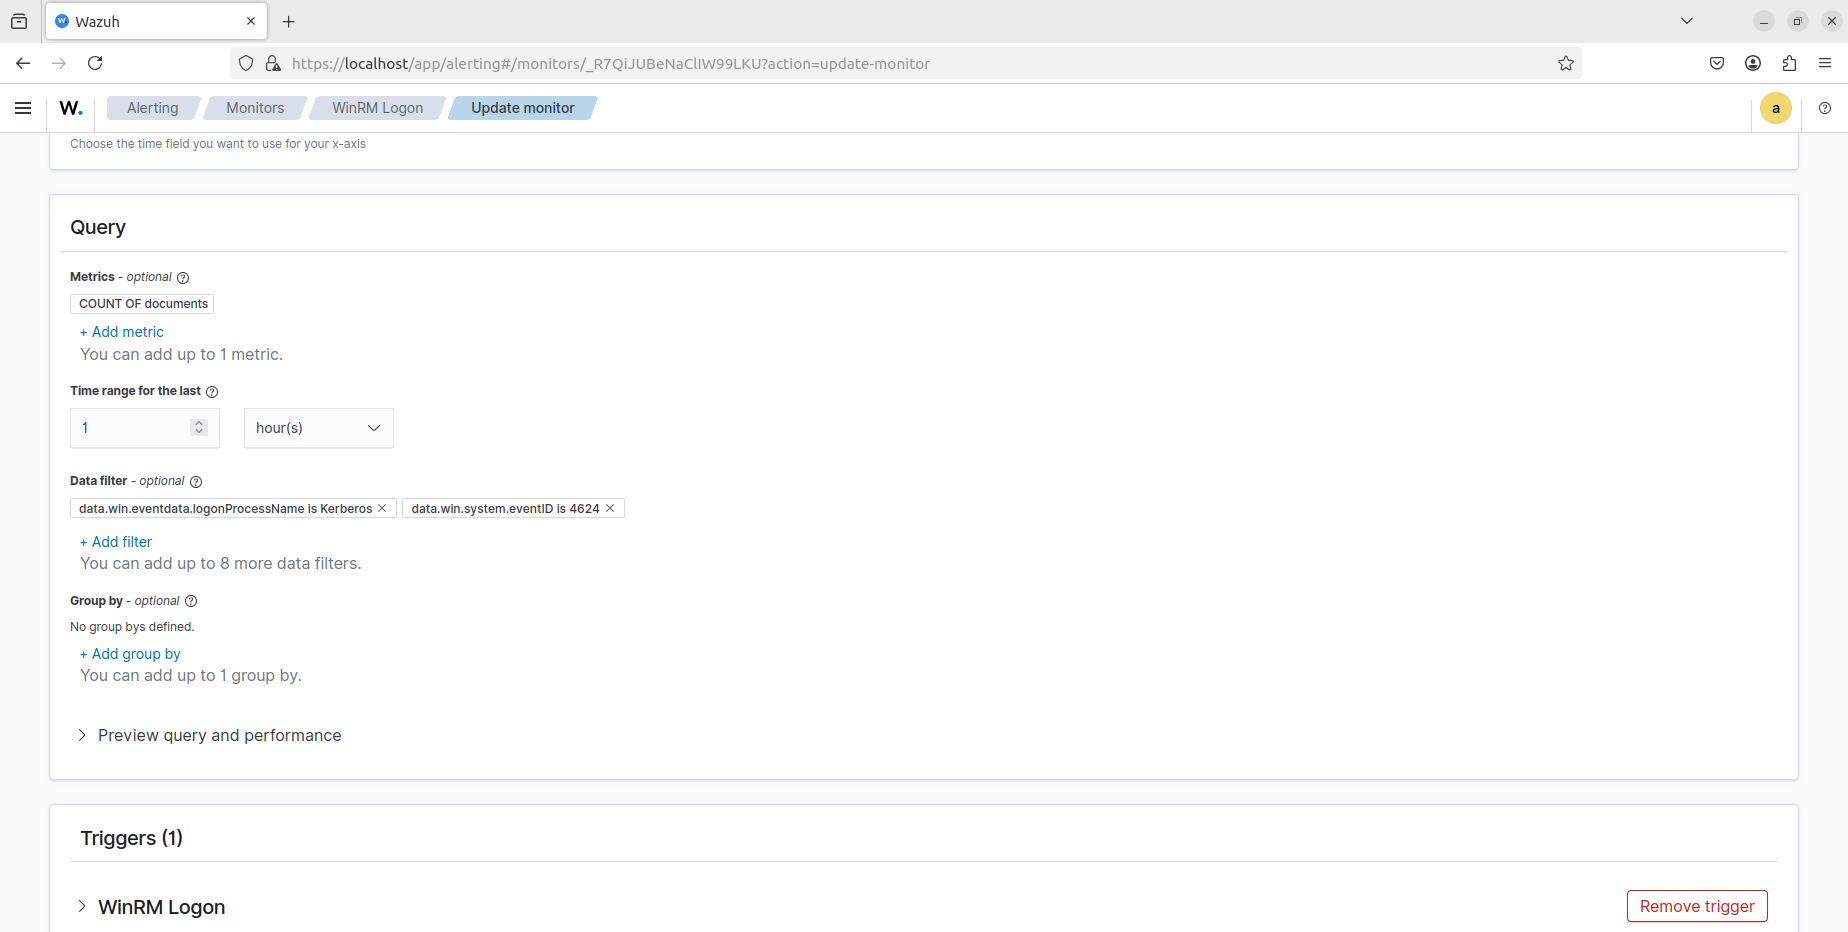 Wazuh
https://localhost/app/alerting#/monitors/_R7QiJUBeNaClIW99LKU?action=update-monitor
W. Alerting Monitors WinRM Logon Update monitor a
Choose the time field you want to use for your x-axis
Query
Metrics - optional
COUNT OF documents
+ Add metric
You can add up to 1 metric.
Time range for the last
1 hour(s)
Data filter - optional
data.win.eventdata.logonProcessName is Kerberos data.win.system.eventID is 4624
+ Add filter
You can add up to 8 more data filters.
Group by - optional
No group bys defined.
+ Add group by
You can add up to 1 group by.
Preview query and performance
Triggers (1)
WinRM Logon Remove trigger